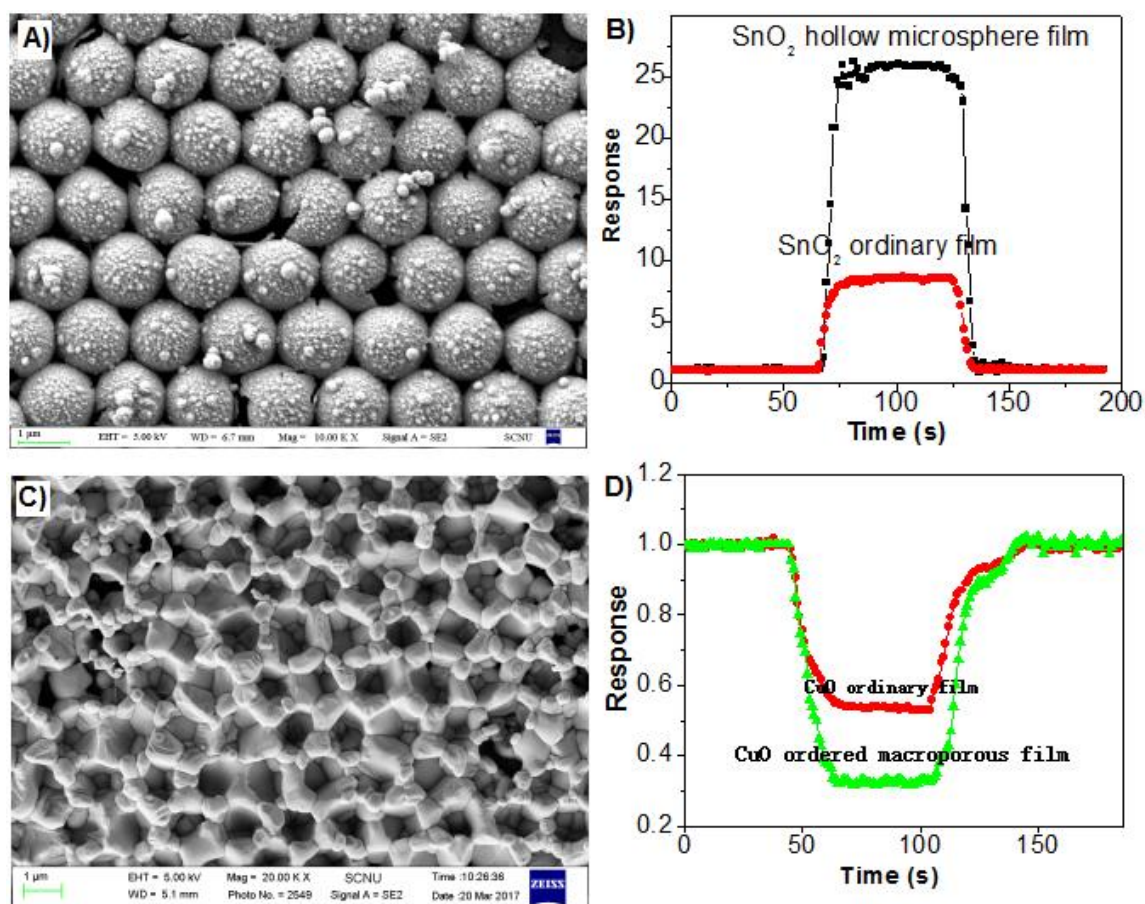 A)
1 µm EHT = 5.00 kV WD = 6.7 mm Mag = 10.00 K X Signal A = SE2 SCNU ZEISS
B)
SnO2 hollow microsphere film
SnO2 ordinary film
Response
25
20
15
10
5
0
0 50 100 150 200
Time (s)
C)
1 µm EHT = 5.00 kV Mag = 20.00 K X SCNU Time :10:26:36
WD = 5.1 mm Photo No. = 2549 Signal A = SE2 Date :20 Mar 2017
ZEISS
D)
1.2
1.0
0.8
0.6
0.4
0.2
Response
CuO ordinary film
CuO ordered macroporous film
0 50 100 150
Time (s)